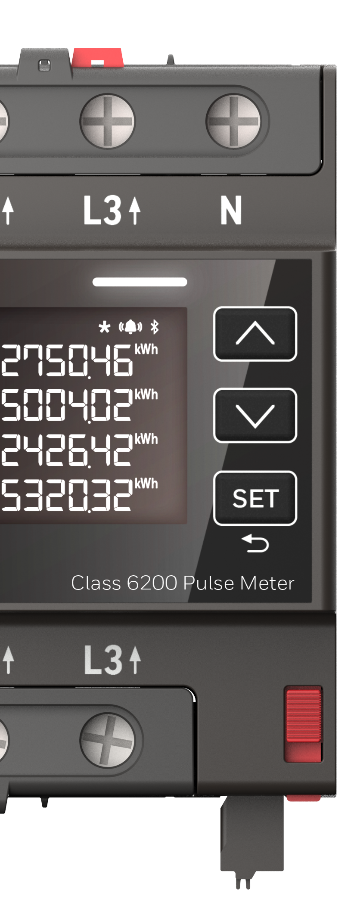 L3 N
2750.46 kWh
5004.02 kWh
2426.42 kWh
5320.32 kWh
SET
Class 6200 Pulse Meter
L3